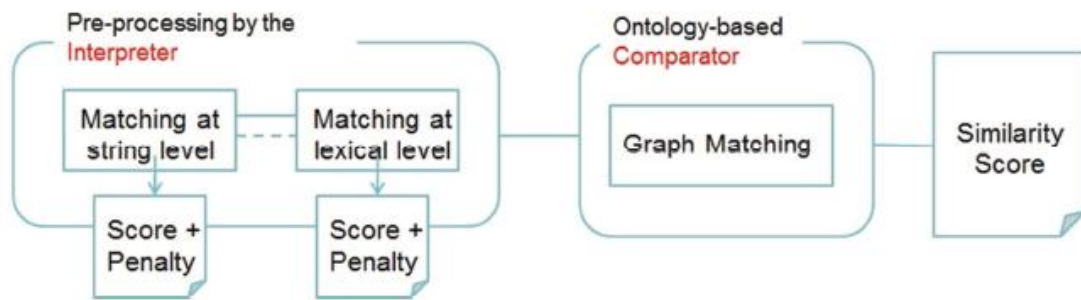 Pre-processing by the
Interpreter
Matching at
string level
Matching at
lexical level
Score +
Penalty
Score +
Penalty
Ontology-based
Comparator
Graph Matching
Similarity
Score